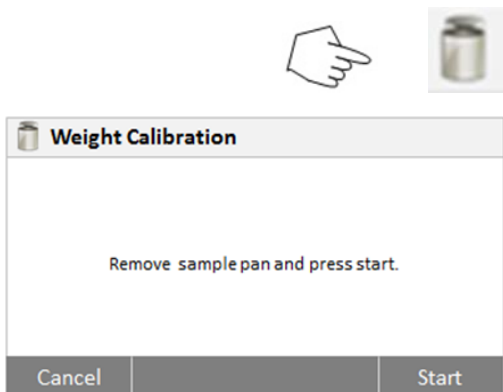 Weight Calibration
Remove sample pan and press start.
Cancel
Start